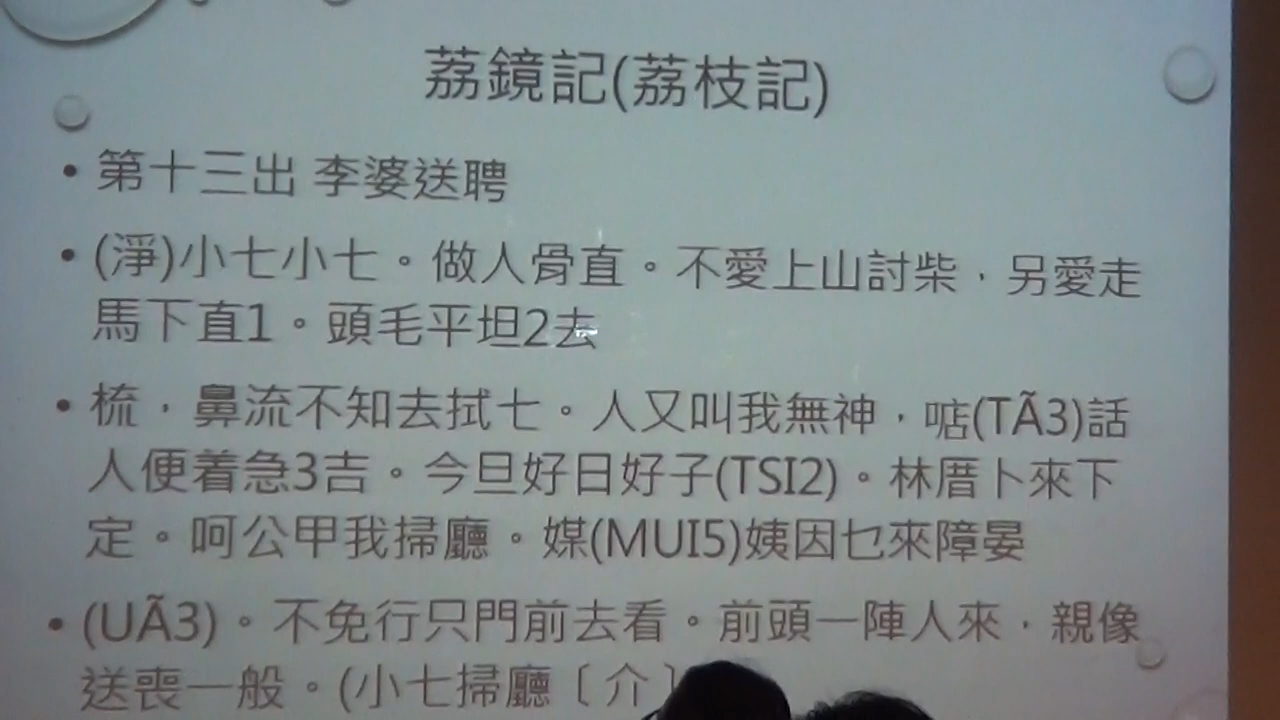 荔鏡記(荔枝記)
• 第十三出 李婆送聘
• (淨)小七小七。做人骨直。不愛上山討柴，另愛走
馬下直1。頭毛平坦2去
• 梳，鼻流不知去拭七。人又叫我無神，㖫(TÃ3)話
人便着急3吉。今旦好日好子(TSI2)。林厝卜來下
定。呵公甲我掃廳。媒(MUI5)姨因乜來障晏
• (UÃ3)。不免行只門前去看。前頭一陣人來，親像
送喪一般。(小七掃廳〔介〕